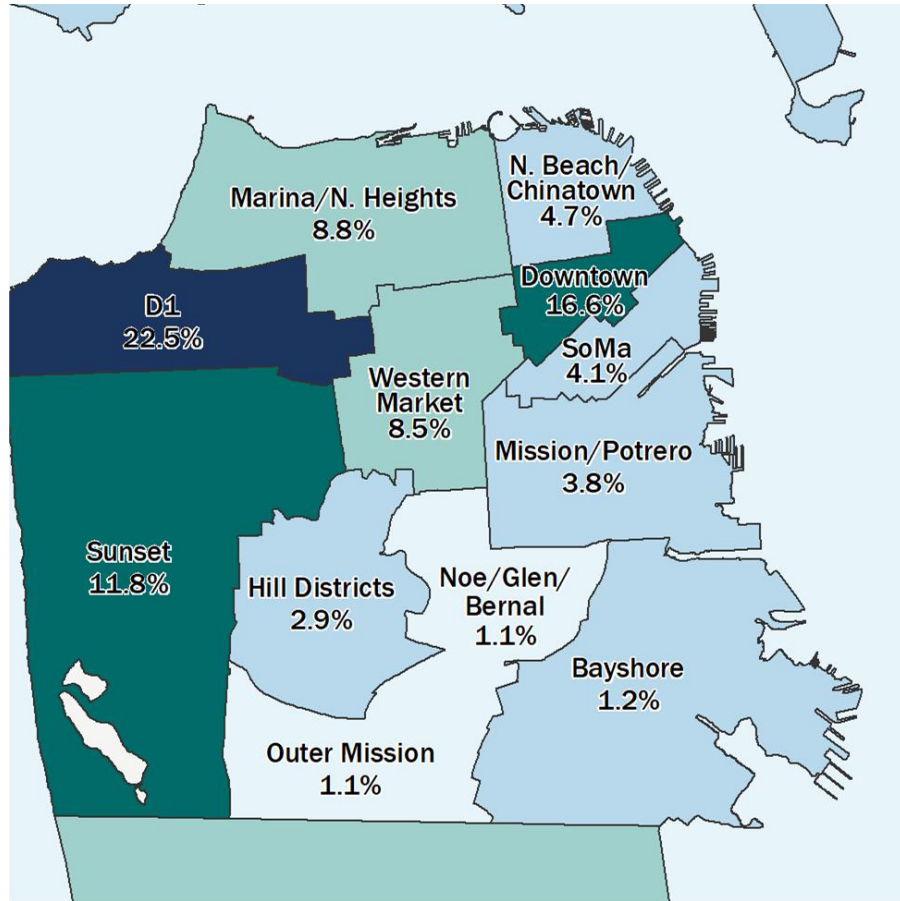 N. Beach/
Chinatown
4.7%
Marina/N. Heights
8.8%
Downtown
16.6%
D1
22.5%
SoMa
4.1%
Western
Market
8.5%
Mission/Potrero
3.8%
Sunset
11.8%
Hill Districts
2.9%
Noe/Glen/
Bernal
1.1%
Bayshore
1.2%
Outer Mission
1.1%